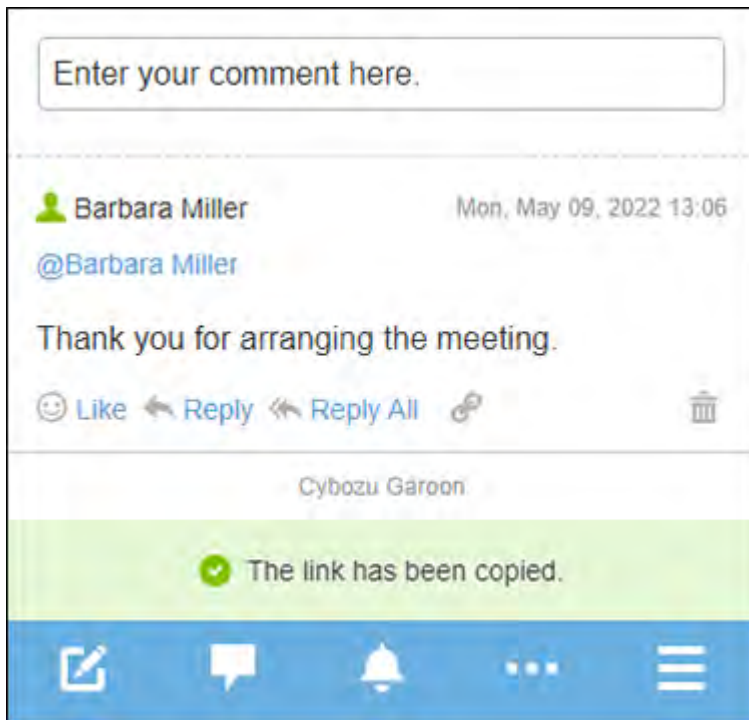 Enter your comment here.
Barbara Miller Mon, May 09, 2022 13:06
@Barbara Miller
Thank you for arranging the meeting.
Like Reply Reply All
Cybozu Garoon
The link has been copied.